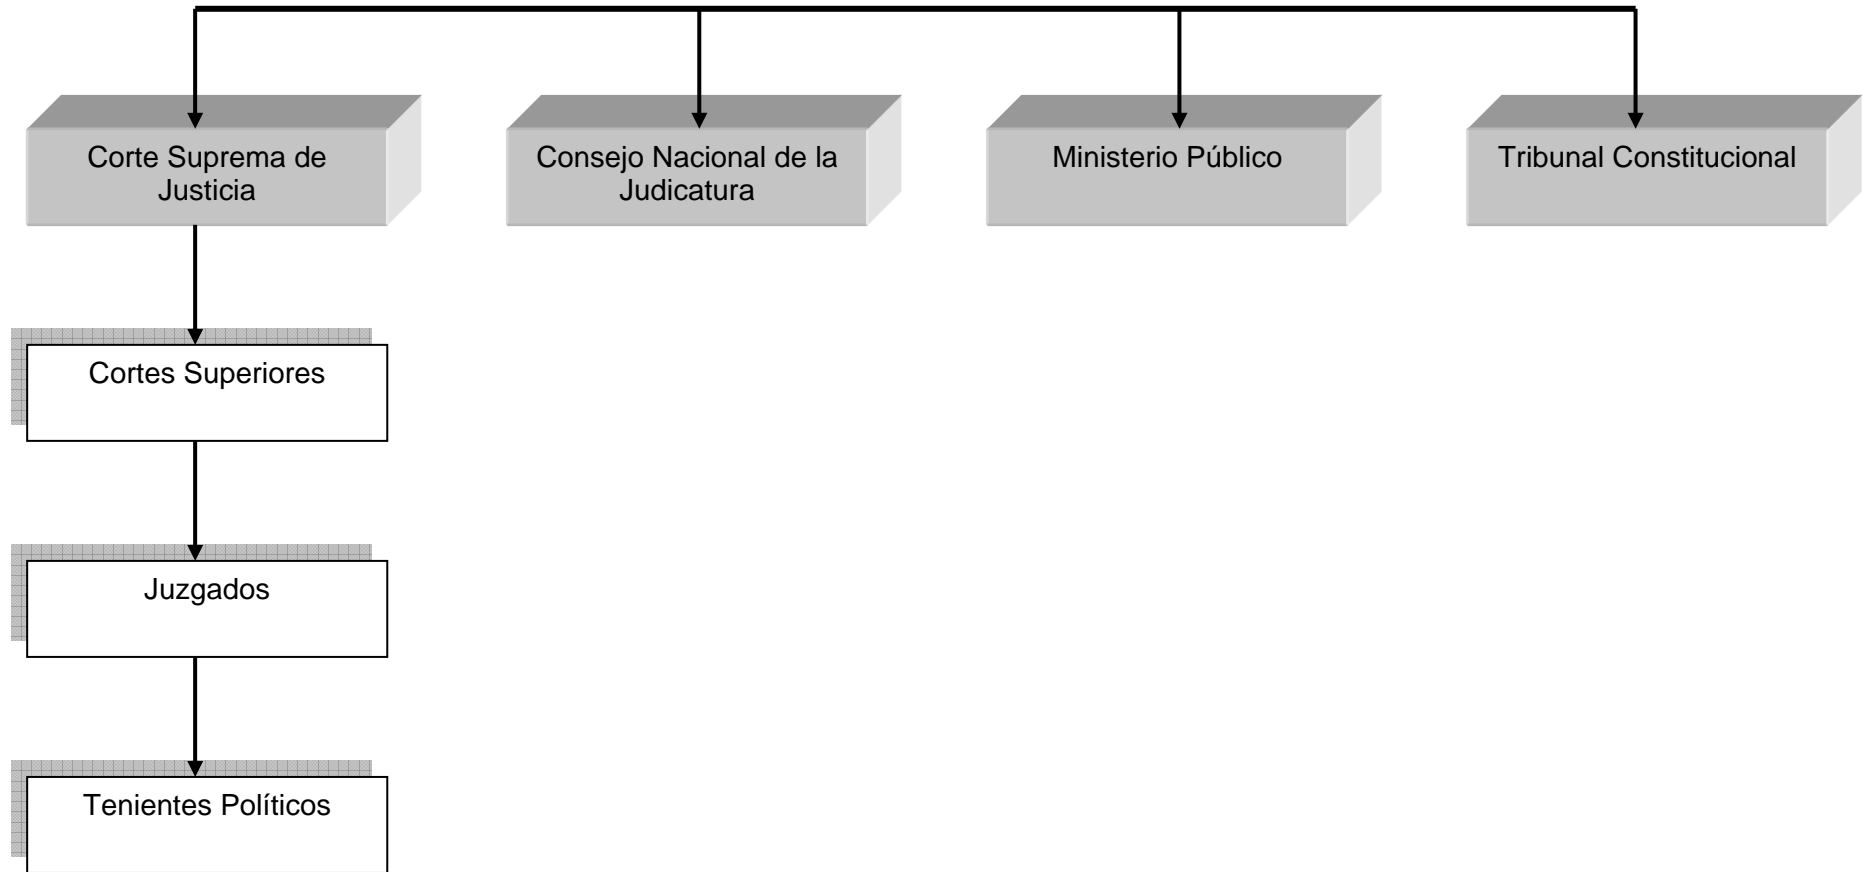 Corte Suprema de
Justicia
Consejo Nacional de la
Judicatura
Ministerio Público
Tribunal Constitucional
Cortes Superiores
Juzgados
Tenientes Políticos